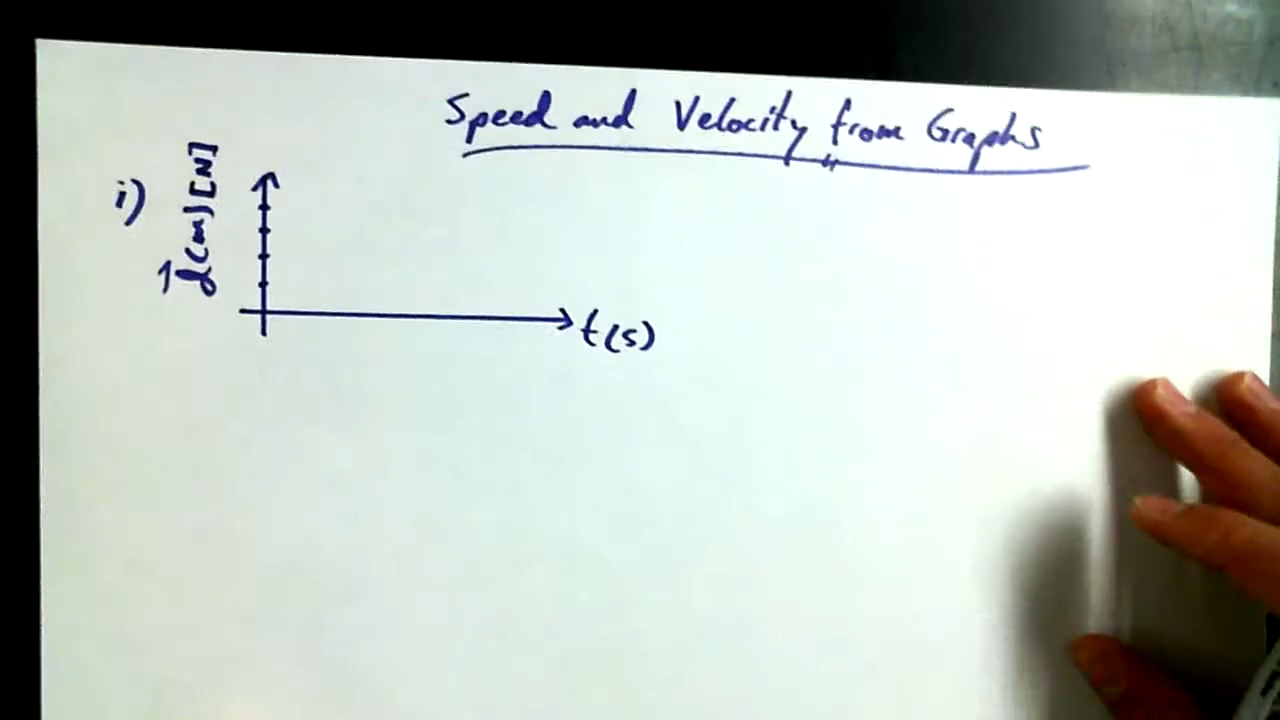 Speed and Velocity from Graphs
i)
d(m) [N]
t(s)